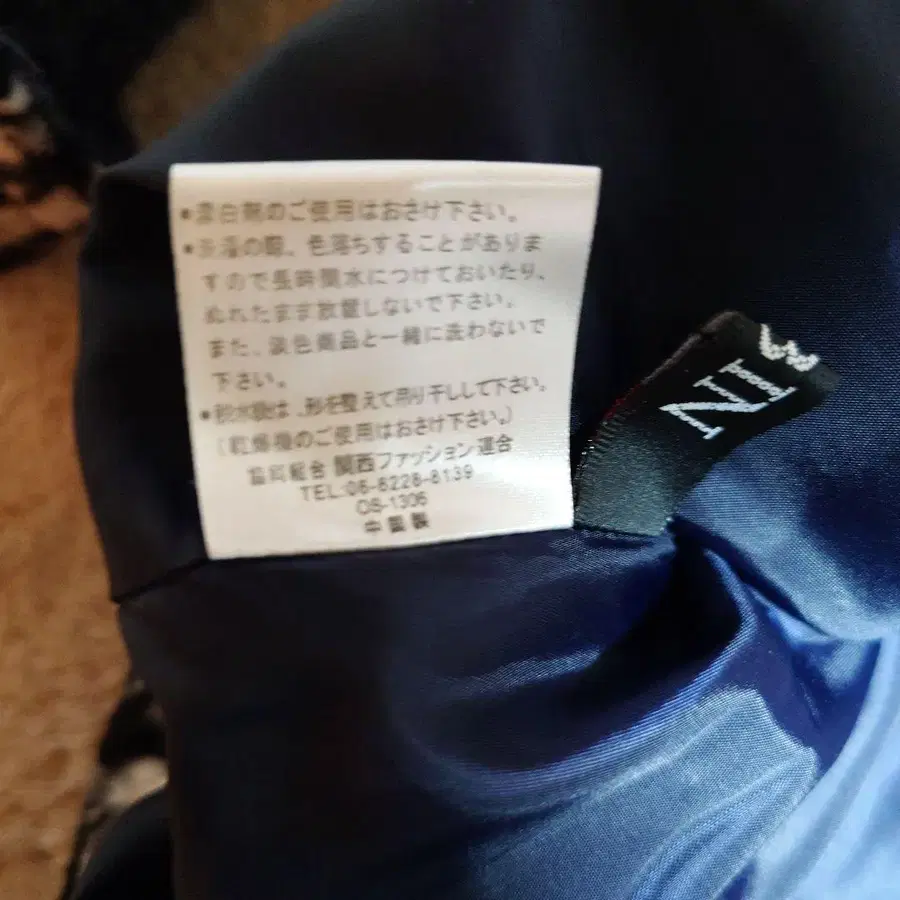 •漂白剤のご使用はおさけ下さい。
•洗濯の際、色落ちすることがありま
すので長時間水につけておいたり、
ぬれたまま放置しないで下さい。
また、淡色商品と一緒に洗わないで
下さい。
•脱水後は、形を整えて吊り干しして下さい。
(乾燥機のご使用はおさけ下さい。)
協同組合 関西ファッション連合
TEL:06-6228-8139
OS-1306
中国製
NI